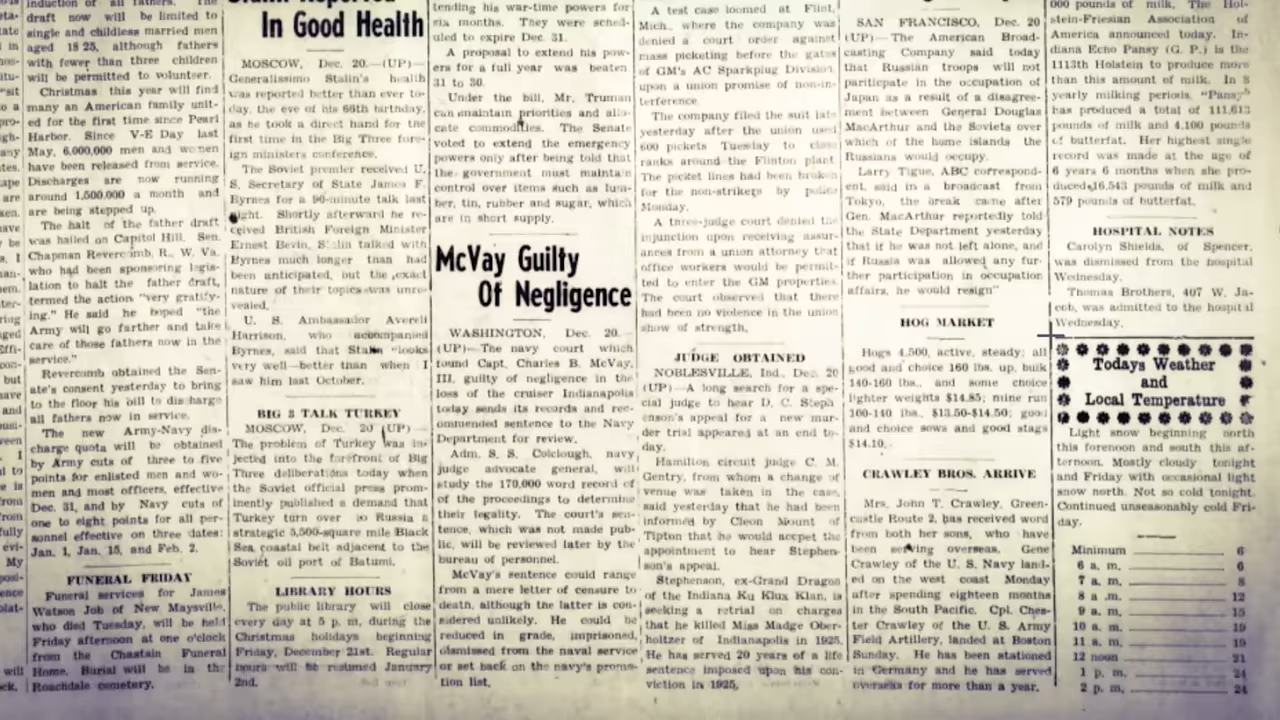 induction of all fathers. The
draft now will be limited to
single and childless married men
aged 18 25, although fathers
with fewer than three children
will be permitted to volunteer.
Christmas this year will find
many an American family unit-
ed for the first time since Pearl
Harbor. Since V-E Day last
May, 6,000,000 men and women
have been released from service.
Discharges are now running
around 1,500,000 a month and
are being stepped up.
The halt of the father draft
was hailed on Capitol Hill. Sen.
Chapman Revercomb, R., W. Va.
who had been sponsoring legis-
lation to halt the father draft,
termed the action "very gratify-
ing." He said he hoped "the
Army will go farther and take
care of those fathers now in the
service."
Revercomb obtained the Sen-
ate's consent yesterday to bring
to the floor his bill to discharge
all fathers now in service.
The new Army-Navy dis-
charge quota will be obtained
by Army cuts of three to five
points for enlisted men and wo-
men and most officers, effective
Dec. 31, and by Navy cuts of
one to eight points for all per-
sonnel effective on three dates:
Jan. 1, Jan. 15, and Feb. 2.
FUNERAL FRIDAY
Funeral services for James
Watson Job of New Maysville,
who died Tuesday, will be held
Friday afternoon at one o'clock
from the Chastain Funeral
Home. Burial will be in the
Roachdale cemetery.
Stalin Reported
In Good Health
MOSCOW, Dec. 20.—(UP)—
Generalissimo Stalin's health
was reported better than ever to-
day, the eve of his 66th birthday,
as he took a direct hand for the
first time in the Big Three fore-
ign ministers conference.
The Soviet premier received U.
S. Secretary of State James F.
Byrnes for a 90-minute talk last
night. Shortly afterward he re-
ceived British Foreign Minister
Ernest Bevin. Stalin talked with
Byrnes much longer than had
been anticipated, but the exact
nature of their topics was unre-
vealed.
U. S. Ambassador Averell
Harrison, who acompanied
Byrnes, said that Stalin "looks
very well—better than when I
saw him last October.
BIG 3 TALK TURKEY
MOSCOW, Dec. 20 (UP)—
The problem of Turkey was in-
jected into the forefront of Big
Three deliberations today when
the Soviet official press prom-
inently published a demand that
Turkey turn over to Russia a
strategic 5,500-square mile Black
Sea coastal belt adjacent to the
Soviet oil port of Batumi.
LIBRARY HOURS
The public library will close
every day at 5 p. m. during the
Christmas holidays beginning
Friday, December 21st. Regular
hours will be resumed January
2nd.
tending his war-time powers for
six months. They were sched-
uled to expire Dec. 31.
A proposal to extend his pow-
ers for a full year was beaten
31 to 30.
Under the bill, Mr. Truman
can maintain priorities and allo-
cate commodities. The Senate
voted to extend the emergency
powers only after being told that
the government must maintain
control over items such as lum-
ber, tin, rubber and sugar, which
are in short supply.
McVay Guilty
Of Negligence
WASHINGTON, Dec. 20.—
(UP)—The navy court which
found Capt. Charles B. McVay,
III, guilty of negligence in the
loss of the cruiser Indianapolis
today sends its records and rec-
ommended sentence to the Navy
Department for review.
Adm. S. S. Colclough, navy
judge advocate general, will
study the 170,000 word record of
of the proceedings to determine
their legality. The court's sen-
tence, which was not made pub-
lic, will be reviewed later by the
bureau of personnel.
McVay's sentence could range
from a mere letter of censure to
death, although the latter is con-
sidered unlikely. He could be
reduced in grade, imprisoned,
dismissed from the naval service
or set back on the navy's promo-
tion list.
A test case loomed at Flint,
Mich., where the company was
denied a court order against
mass picketing before the gates
of GM's AC Sparkplug Division,
upon a union promise of non-in-
terference.
The company filed the suit late
yesterday after the union used
600 pickets Tuesday to close
ranks around the Flinton plant.
The picket lines had been broken
for the non-strikers by police
Monday.
A three-judge court denied the
injunction upon receiving assur-
ances from a union attorney that
office workers would be permit-
ted to enter the GM properties.
The court observed that there
had been no violence in the union
show of strength.
JUDGE OBTAINED
NOBLESVILLE, Ind., Dec. 20
(UP)—A long search for a spe-
cial judge to hear D. C. Steph
enson's appeal for a new mur-
der trial appeared at an end to-
day.
Hamilton circuit judge C. M.
Gentry, from whom a change of
venue was taken in the case,
said yesterday that he had been
informed by Cleon Mount of
Tipton that he would accpet the
appointment to hear Stephen-
son's appeal.
Stephenson, ex-Grand Dragon
of the Indiana Ku Klux Klan, is
seeking a retrial on charges
that he killed Miss Madge Ober-
holtzer of Indianapolis in 1925.
He has served 20 years of a life
sentence imposed upon his con-
viction in 1925.
SAN FRANCISCO, Dec. 20
(UP)—The American Broad-
casting Company said today
that Russian troops will not
pariticpate in the occupation of
Japan as a result of a disagree-
ment between General Douglas
MacArthur and the Soviets over
which of the home islands the
Russians would occupy.
Larry Tigue, ABC correspond-
ent, said in a broadcast from
Tokyo, the break came after
Gen. MacArthur reportedly told
the State Department yesterday
that if he was not left alone, and
if Russia was allowed any fur-
ther participation in occupation
affairs, he would resign"
HOG MARKET
Hogs 4,500, active, steady; all
good and choice 160 lbs. up, bulk
140-160 lbs., and some choice
lighter weights $14.85; mine run
100-140 lbs., $13.50-$14.50; good
and choice sows and good stags
$14.10.
CRAWLEY BROS. ARRIVE
Mrs. John T. Crawley, Green-
castle Route 2, has received word
from both her sons, who have
been serving overseas. Gene
Crawley of the U. S. Navy land-
ed on the west coast Monday
after spending eighteen months
in the South Pacific. Cpl. Ches-
ter Crawley of the U. S. Army
Field Artillery, landed at Boston
Sunday. He has been stationed
in Germany and he has served
overseas for more than a year.
000 pounds of milk, The Hol-
stein-Friesian Association of
America announced today. In-
diana Echo Pansy (G. P.) is the
1113th Holstein to produce more
than this amount of milk. In 8
yearly milking periods, "Pansy"
has produced a total of 111,613
pounds of milk and 4,100 pounds
of butterfat. Her highest single
record was made at the age of
6 years 6 months when she pro-
duced 16,543 pounds of milk and
579 pounds of butterfat.
HOSPITAL NOTES
Carolyn Shields, of Spencer,
was dismissed from the hospital
Wednesday.
Thomas Brothers, 407 W. Ja-
cob, was admitted to the hospital
Wednesday.
Todays Weather
and
Local Temperature
Light snow beginning north
this forenoon and south this af-
ternoon. Mostly cloudy tonight
and Friday with occasional light
snow north. Not so cold tonight.
Continued unseasonably cold Fri-
day.
Minimum 6
6 a. m. 6
7 a. m. 8
8 a .m. 12
9 a. m. 15
10 a. m. 19
11 a. m. 19
12 noon 21
1 p. m. 24
2 p. m. 24